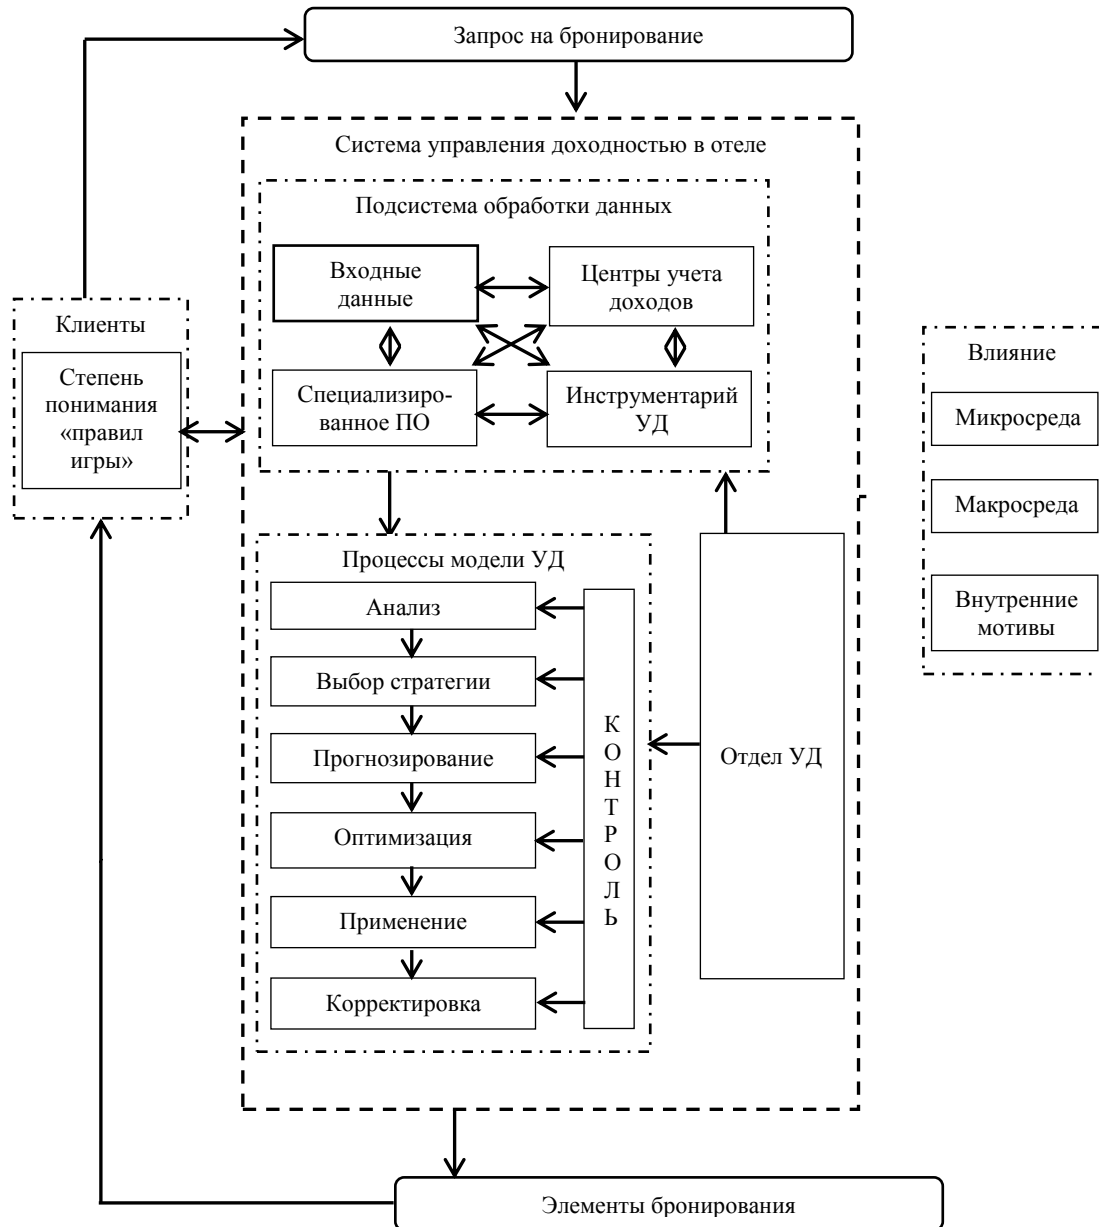 Запрос на бронирование
Система управления доходностью в отеле
Подсистема обработки данных
Входные
данные
Центры учета
доходов
Специализиро-
ванное ПО
Инструментарий
УД
Клиенты
Степень
понимания
«правил
игры»
Влияние
Микросреда
Макросреда
Внутренние
мотивы
Процессы модели УД
Анализ
Выбор стратегии
Прогнозирование
Оптимизация
Применение
Корректировка
К
О
Н
Т
Р
О
Л
Ь
Отдел УД
Элементы бронирования